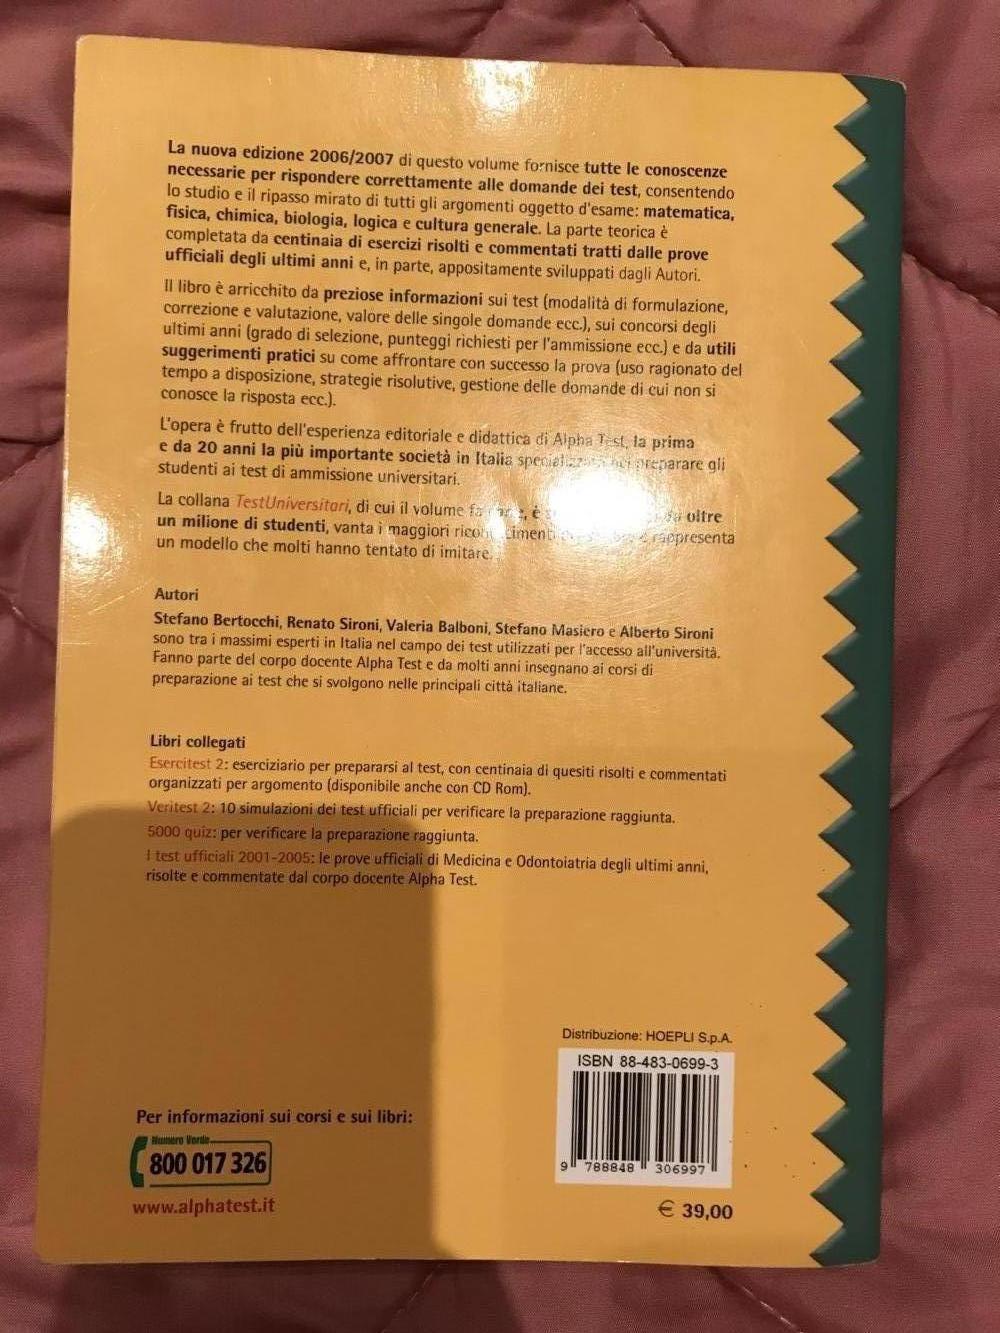 La nuova edizione 2006/2007 di questo volume fornisce tutte le conoscenze
necessarie per rispondere correttamente alle domande dei test, consentendo
lo studio e il ripasso mirato di tutti gli argomenti oggetto d'esame: matematica,
fisica, chimica, biologia, logica e cultura generale. La parte teorica è
completata da centinaia di esercizi risolti e commentati tratti dalle prove
ufficiali degli ultimi anni e, in parte, appositamente sviluppati dagli Autori.
Il libro è arricchito da preziose informazioni sui test (modalità di formulazione,
correzione e valutazione, valore delle singole domande ecc.), sui concorsi degli
ultimi anni (grado di selezione, punteggi richiesti per l'ammissione ecc.) e da utili
suggerimenti pratici su come affrontare con successo la prova (uso ragionato del
tempo a disposizione, strategie risolutive, gestione delle domande di cui non si
conosce la risposta ecc.).
L'opera è frutto dell'esperienza editoriale e didattica di Alpha Test, la prima
e da 20 anni la più importante società in Italia specializzata nel preparare gli
studenti ai test di ammissione universitari.
La collana TestUniversitari, di cui il volume fa parte, è da oltre
un milione di studenti, vanta i maggiori riconoscimenti e rappresenta
un modello che molti hanno tentato di imitare.
Autori
Stefano Bertocchi, Renato Sironi, Valeria Balboni, Stefano Masiero e Alberto Sironi
sono tra i massimi esperti in Italia nel campo dei test utilizzati per l'accesso all'università.
Fanno parte del corpo docente Alpha Test e da molti anni insegnano ai corsi di
preparazione ai test che si svolgono nelle principali città italiane.
Libri collegati
Esercitest 2: eserciziario per prepararsi al test, con centinaia di quesiti risolti e commentati
organizzati per argomento (disponibile anche con CD Rom).
Veritest 2: 10 simulazioni dei test ufficiali per verificare la preparazione raggiunta.
5000 quiz: per verificare la preparazione raggiunta.
I test ufficiali 2001-2005: le prove ufficiali di Medicina e Odontoiatria degli ultimi anni,
risolte e commentate dal corpo docente Alpha Test.
Distribuzione: HOEPLI S.p.A.
ISBN 88-483-0699-3
9 788848 306997
€ 39,00
Per informazioni sui corsi e sui libri:
Numero Verde
800 017 326
www.alphatest.it